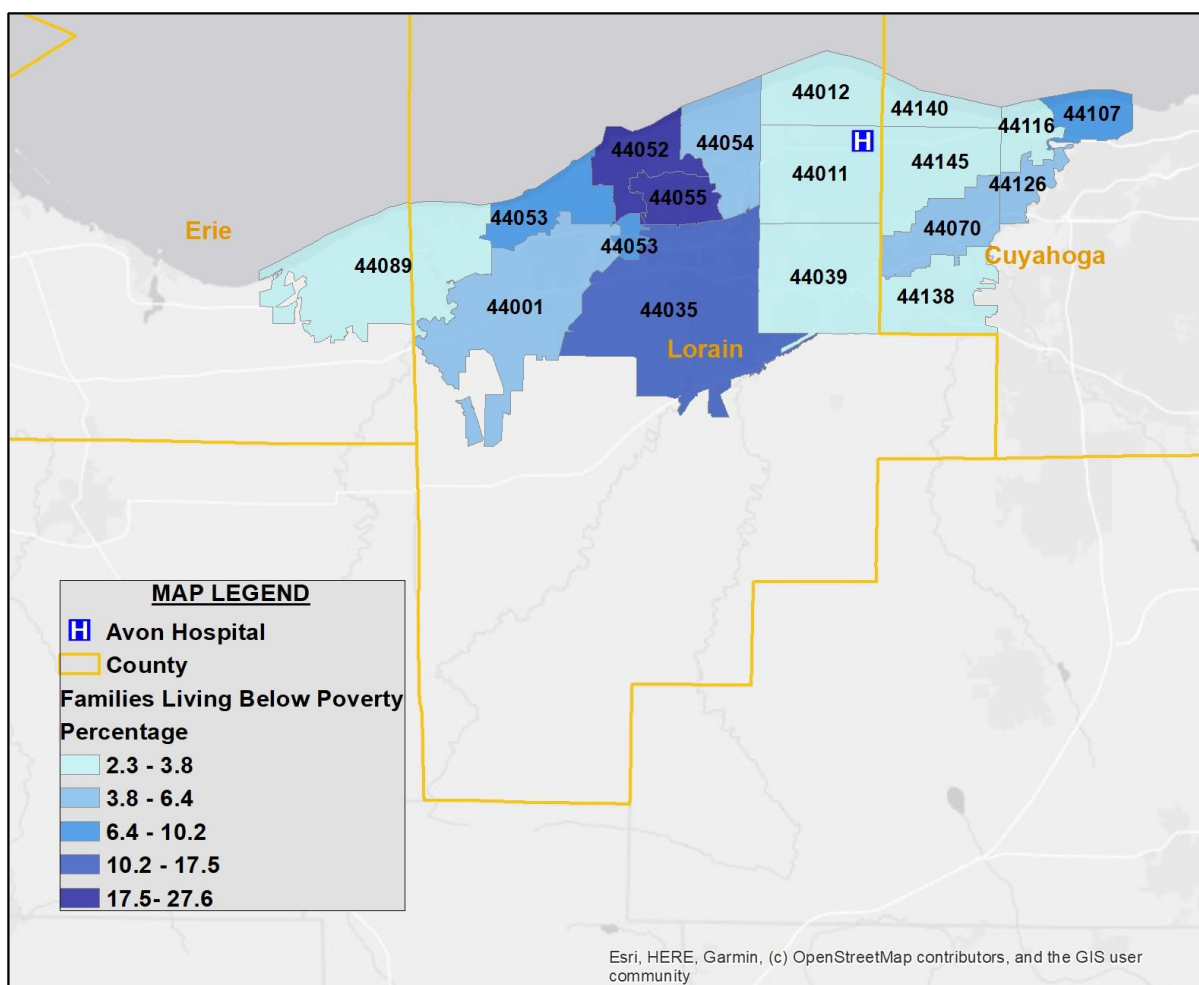 44012
44140
44107
44116
44052
44054
44145
44011
44126
44055
44053
44070
Erie
44053
Cuyahoga
44089
44039
44138
44001
44035
Lorain
MAP LEGEND
H Avon Hospital
County
Families Living Below Poverty
Percentage
2.3 - 3.8
3.8 - 6.4
6.4 - 10.2
10.2 - 17.5
17.5- 27.6
H
Esri, HERE, Garmin, (c) OpenStreetMap contributors, and the GIS user
community